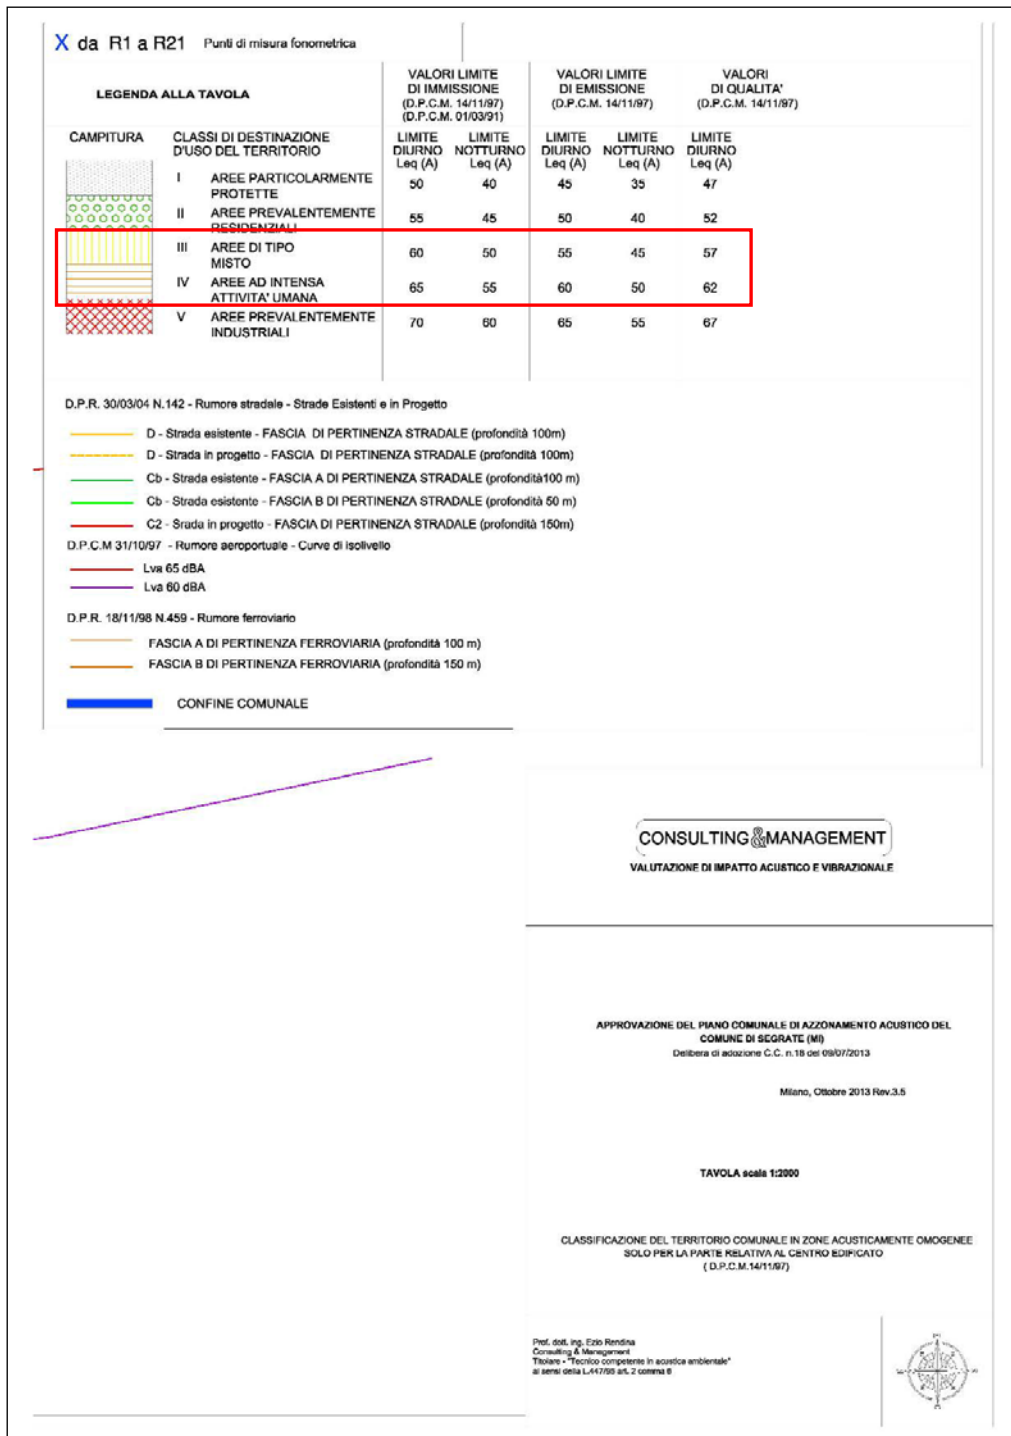 X da R1 a R21 Punti di misura fonometrica
LEGENDA ALLA TAVOLA
VALORI LIMITE
DI IMMISSIONE
(D.P.C.M. 14/11/97)
(D.P.C.M. 01/03/91)
VALORI LIMITE
DI EMISSIONE
(D.P.C.M. 14/11/97)
VALORI
DI QUALITA'
(D.P.C.M. 14/11/97)
CAMPITURA
CLASSI DI DESTINAZIONE
D'USO DEL TERRITORIO
LIMITE DIURNO Leq (A)
LIMITE NOTTURNO Leq (A)
LIMITE DIURNO Leq (A)
LIMITE NOTTURNO Leq (A)
LIMITE DIURNO Leq (A)
I AREE PARTICOLARMENTE PROTETTE 50 40 45 35 47
II AREE PREVALENTEMENTE RESIDENZIALI 55 45 50 40 52
III AREE DI TIPO MISTO 60 50 55 45 57
IV AREE AD INTENSA ATTIVITA' UMANA 65 55 60 50 62
V AREE PREVALENTEMENTE INDUSTRIALI 70 60 65 55 67
D.P.R. 30/03/04 N.142 - Rumore stradale - Strade Esistenti e in Progetto
D - Strada esistente - FASCIA DI PERTINENZA STRADALE (profondità 100m)
D - Strada in progetto - FASCIA DI PERTINENZA STRADALE (profondità 100m)
Cb - Strada esistente - FASCIA A DI PERTINENZA STRADALE (profondità100 m)
Cb - Strada esistente - FASCIA B DI PERTINENZA STRADALE (profondità 50 m)
C2 - Srada in progetto - FASCIA DI PERTINENZA STRADALE (profondità 150m)
D.P.C.M 31/10/97 - Rumore aeroportuale - Curve di isolivello
Lva 65 dBA
Lva 60 dBA
D.P.R. 18/11/98 N.459 - Rumore ferroviario
FASCIA A DI PERTINENZA FERROVIARIA (profondità 100 m)
FASCIA B DI PERTINENZA FERROVIARIA (profondità 150 m)
CONFINE COMUNALE
CONSULTING&MANAGEMENT
VALUTAZIONE DI IMPATTO ACUSTICO E VIBRAZIONALE
APPROVAZIONE DEL PIANO COMUNALE DI AZZONAMENTO ACUSTICO DEL
COMUNE DI SEGRATE (MI)
Delibera di adozione C.C. n.18 del 09/07/2013
Milano, Ottobre 2013 Rev.3.5
TAVOLA scala 1:2000
CLASSIFICAZIONE DEL TERRITORIO COMUNALE IN ZONE ACUSTICAMENTE OMOGENEE
SOLO PER LA PARTE RELATIVA AL CENTRO EDIFICATO
( D.P.C.M.14/11/97)
Prof. dott. ing. Ezio Rendina
Consulting & Management
Titolare - "Tecnico competente in acustica ambientale"
ai sensi della L.447/95 art. 2 comma 6